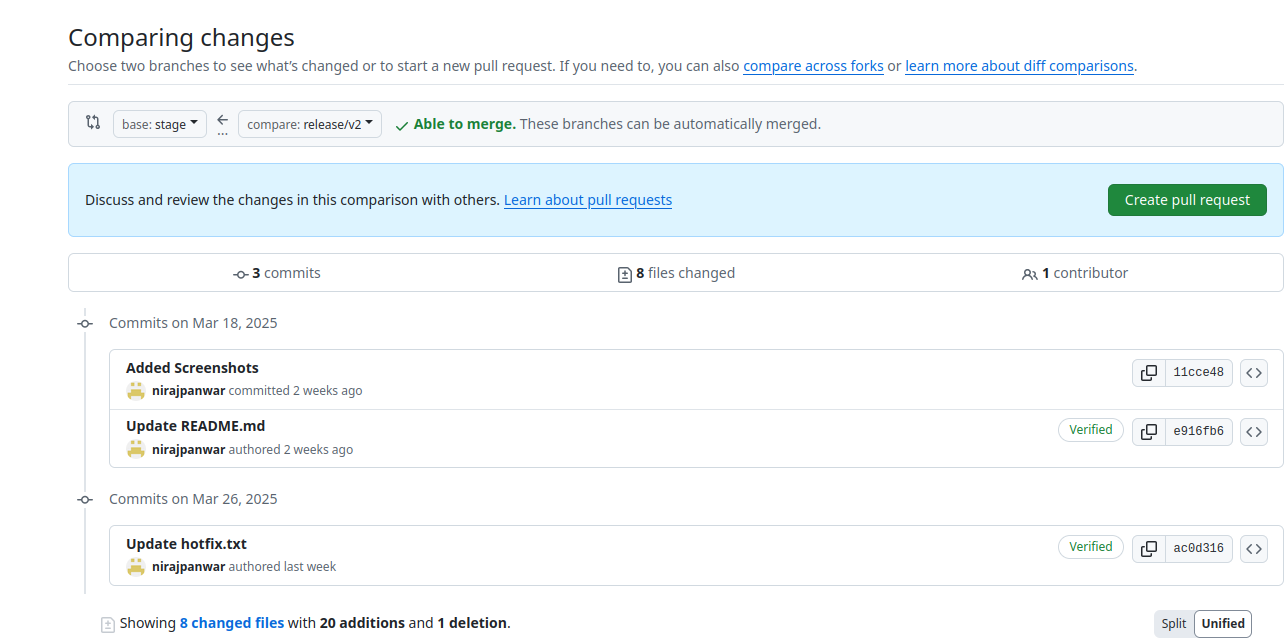 Comparing changes
Choose two branches to see what's changed or to start a new pull request. If you need to, you can also compare across forks or learn more about diff comparisons.
base: stage ... compare: release/v2 Able to merge. These branches can be automatically merged.
Discuss and review the changes in this comparison with others. Learn about pull requests Create pull request
3 commits 8 files changed 1 contributor
Commits on Mar 18, 2025
Added Screenshots
nirajpanwar committed 2 weeks ago 11cce48
Update README.md
nirajpanwar authored 2 weeks ago Verified e916fb6
Commits on Mar 26, 2025
Update hotfix.txt
nirajpanwar authored last week Verified ac0d316
Showing 8 changed files with 20 additions and 1 deletion. Split Unified